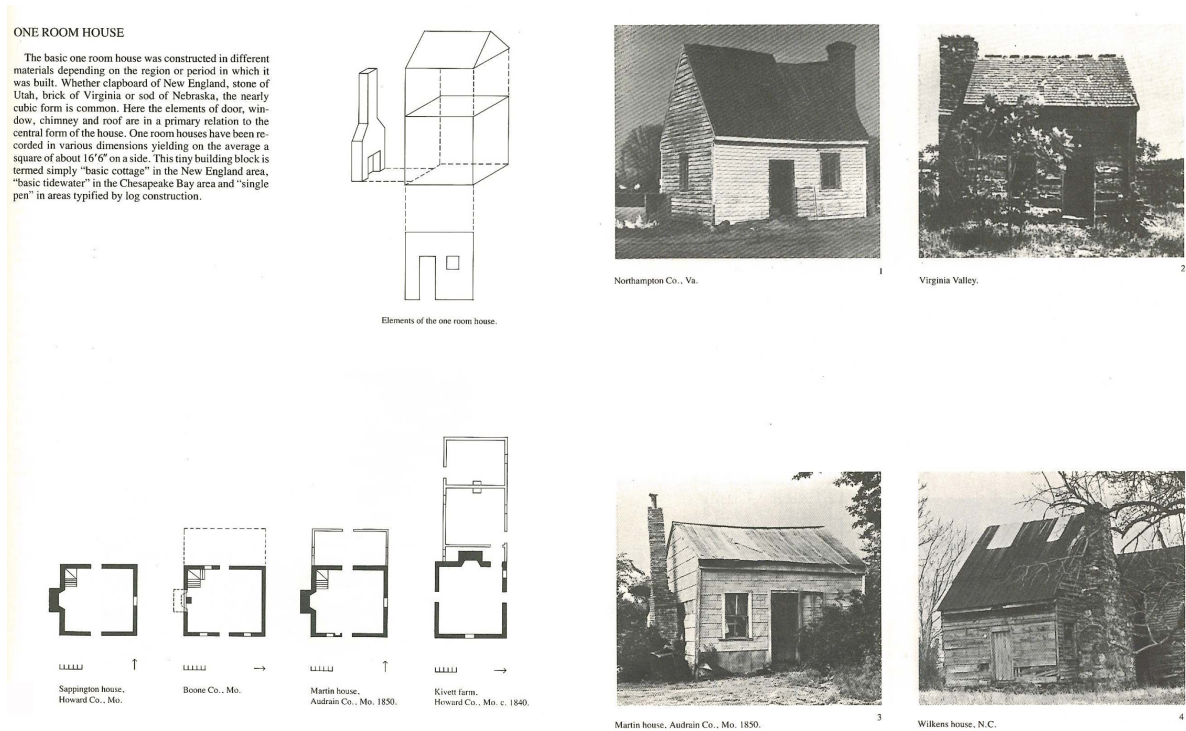 ONE ROOM HOUSE
The basic one room house was constructed in different
materials depending on the region or period in which it
was built. Whether clapboard of New England, stone of
Utah, brick of Virginia or sod of Nebraska, the nearly
cubic form is common. Here the elements of door, win-
dow, chimney and roof are in a primary relation to the
central form of the house. One room houses have been re-
corded in various dimensions yielding on the average a
square of about 16'6" on a side. This tiny building block is
termed simply "basic cottage" in the New England area,
"basic tidewater" in the Chesapeake Bay area and "single
pen" in areas typified by log construction.
Elements of the one room house.
Sappington house,
Howard Co., Mo.
Boone Co., Mo.
Martin house.
Audrain Co., Mo. 1850.
Kivett farm.
Howard Co., Mo. c. 1840.
1
Northampton Co., Va.
2
Virginia Valley.
3
Martin house, Audrain Co., Mo. 1850.
4
Wilkens house, N.C.